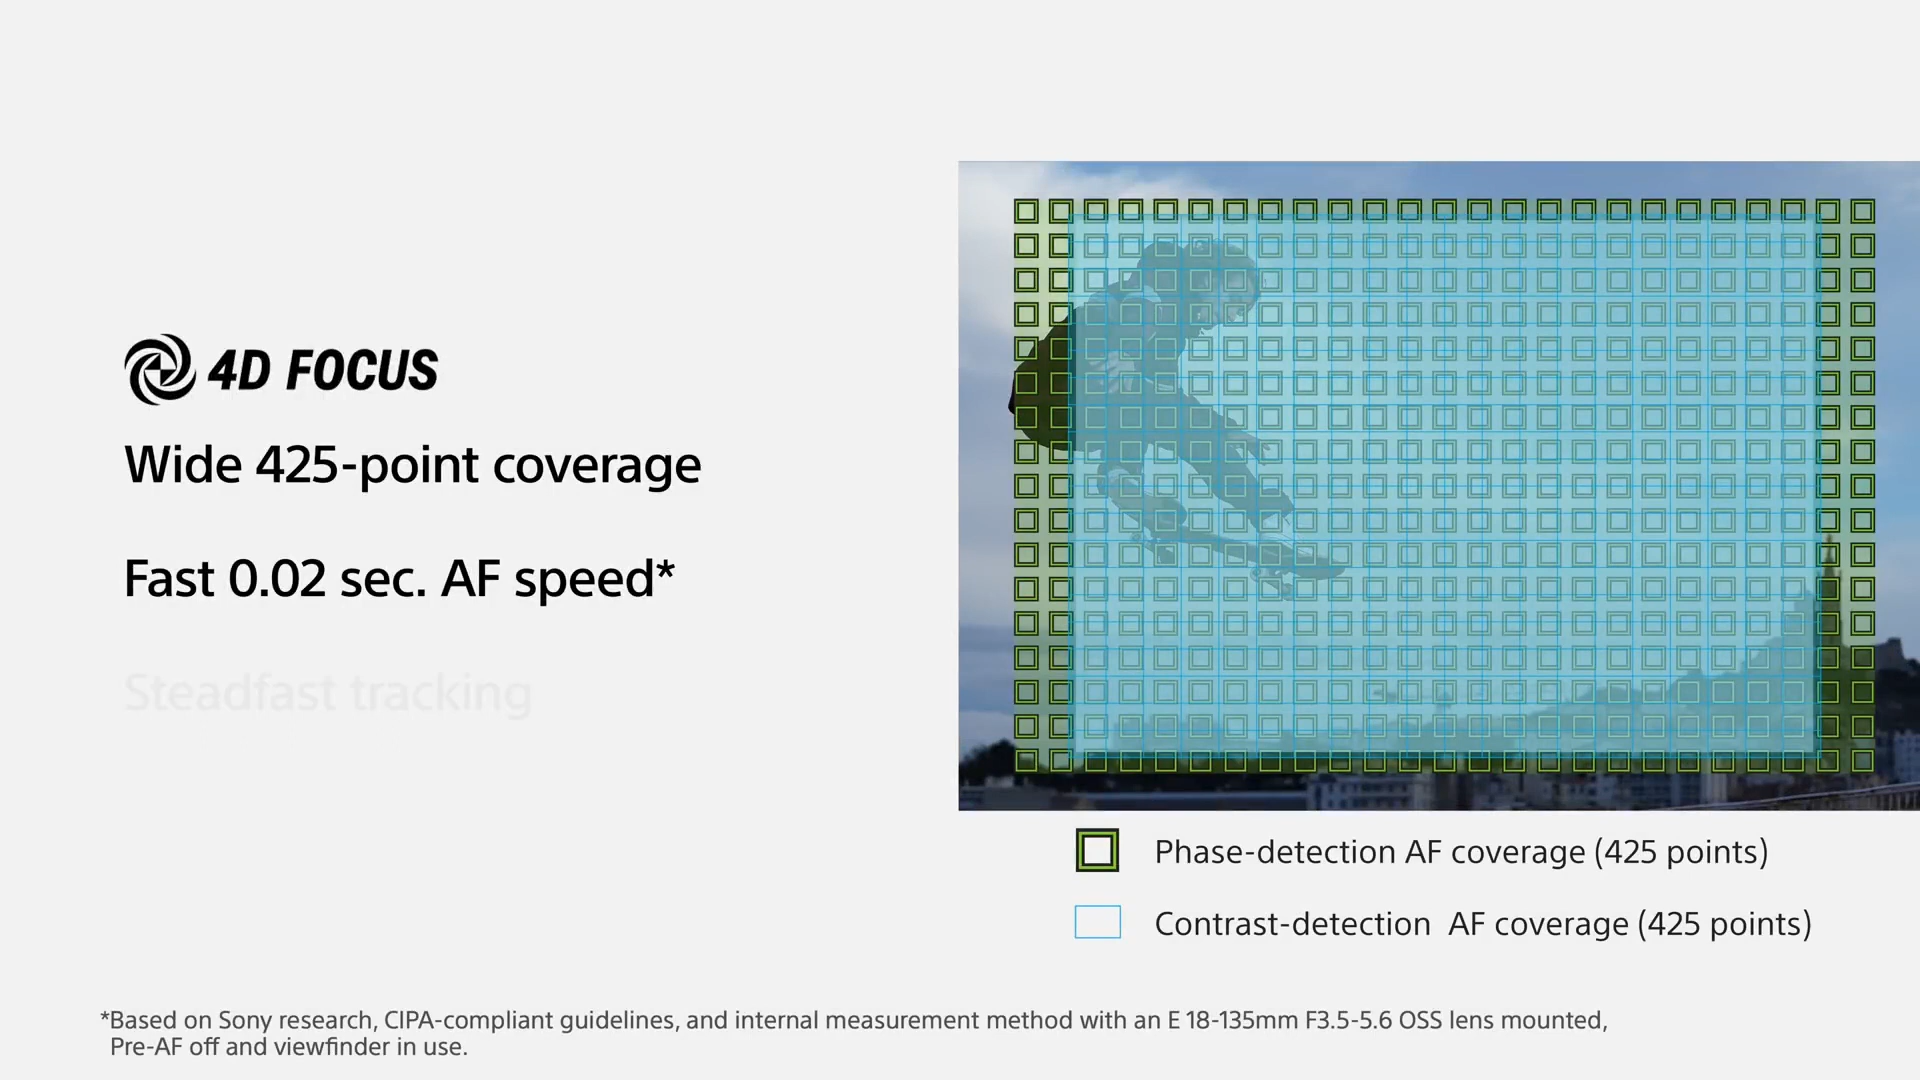 4D FOCUS
Wide 425-point coverage
Fast 0.02 sec. AF speed*
Steadfast tracking
Phase-detection AF coverage (425 points)
Contrast-detection AF coverage (425 points)
*Based on Sony research, CIPA-compliant guidelines, and internal measurement method with an E 18-135mm F3.5-5.6 OSS lens mounted,
Pre-AF off and viewfinder in use.